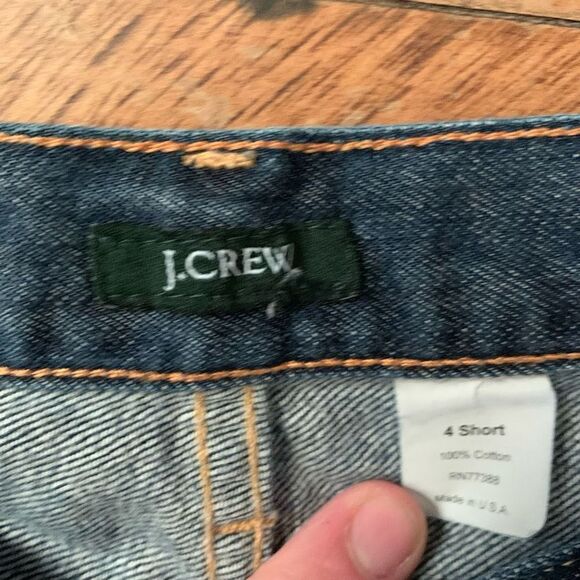 J.CREW
4 Short
100% Cotton
RN77388
Made in U.S.A.